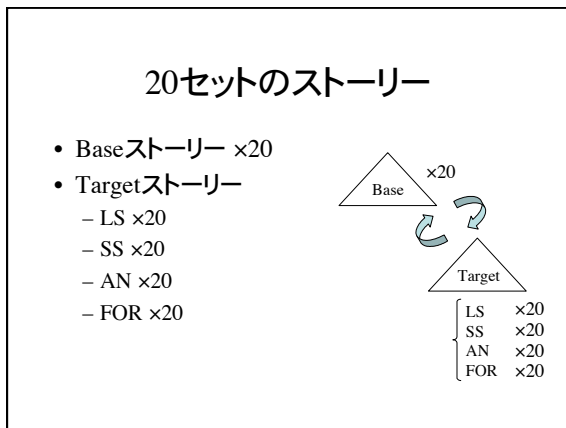 20セットのストーリー
• Baseストーリー ×20
• Targetストーリー
– LS ×20
– SS ×20
– AN ×20
– FOR ×20
×20
Base
Target
LS ×20
SS ×20
AN ×20
FOR ×20